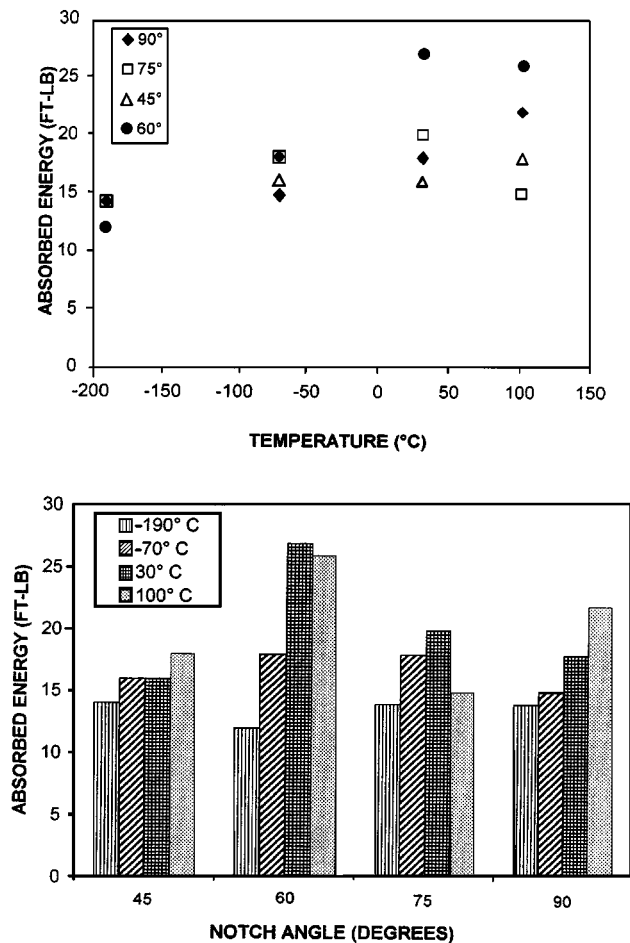 30
25
20
15
10
5
0
ABSORBED ENERGY (FT-LB)
90°
75°
45°
60°
-200 -150 -100 -50 0 50 100 150
TEMPERATURE (°C)
30
25
20
15
10
5
0
ABSORBED ENERGY (FT-LB)
-190° C
-70° C
30° C
100° C
45 60 75 90
NOTCH ANGLE (DEGREES)